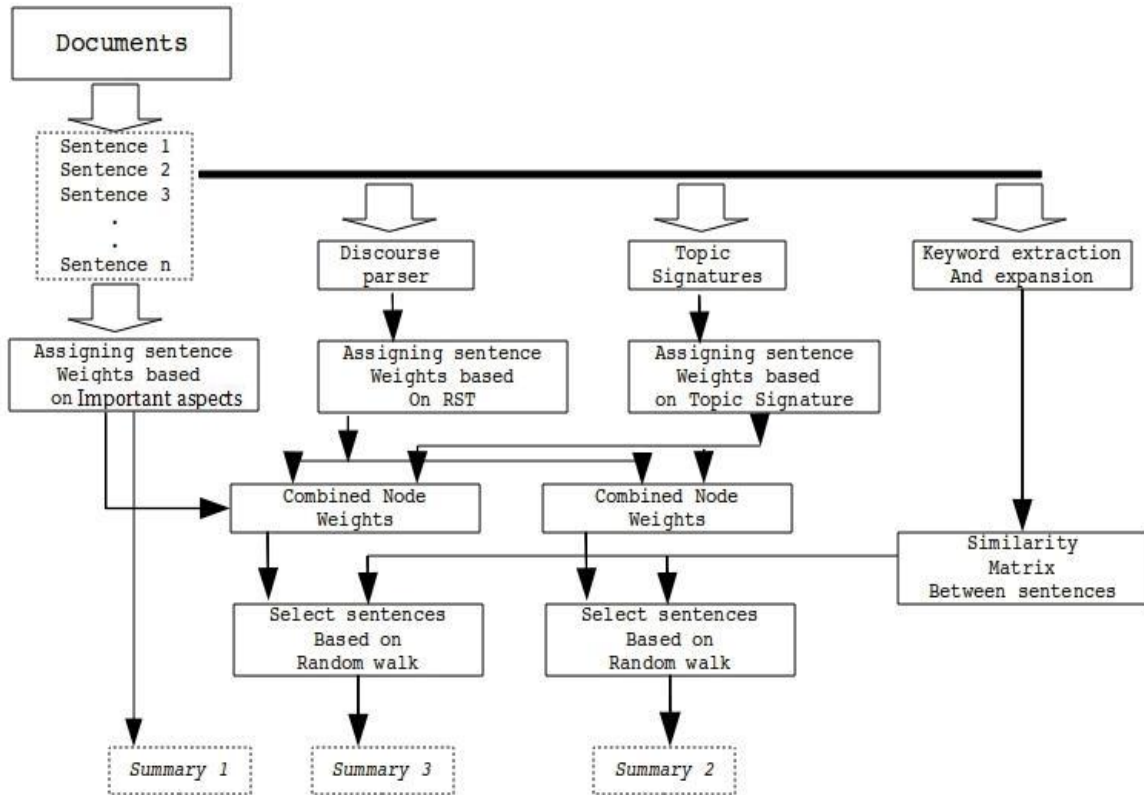 Documents
Sentence 1
Sentence 2
Sentence 3
.
.
Sentence n
Discourse
parser
Topic
Signatures
Keyword extraction
And expansion
Assigning sentence
Weights based
on Important aspects
Assigning sentence
Weights based
On RST
Assigning sentence
Weights based
on Topic Signature
Combined Node
Weights
Combined Node
Weights
Similarity
Matrix
Between sentences
Select sentences
Based on
Random walk
Select sentences
Based on
Random walk
Summary 1
Summary 3
Summary 2